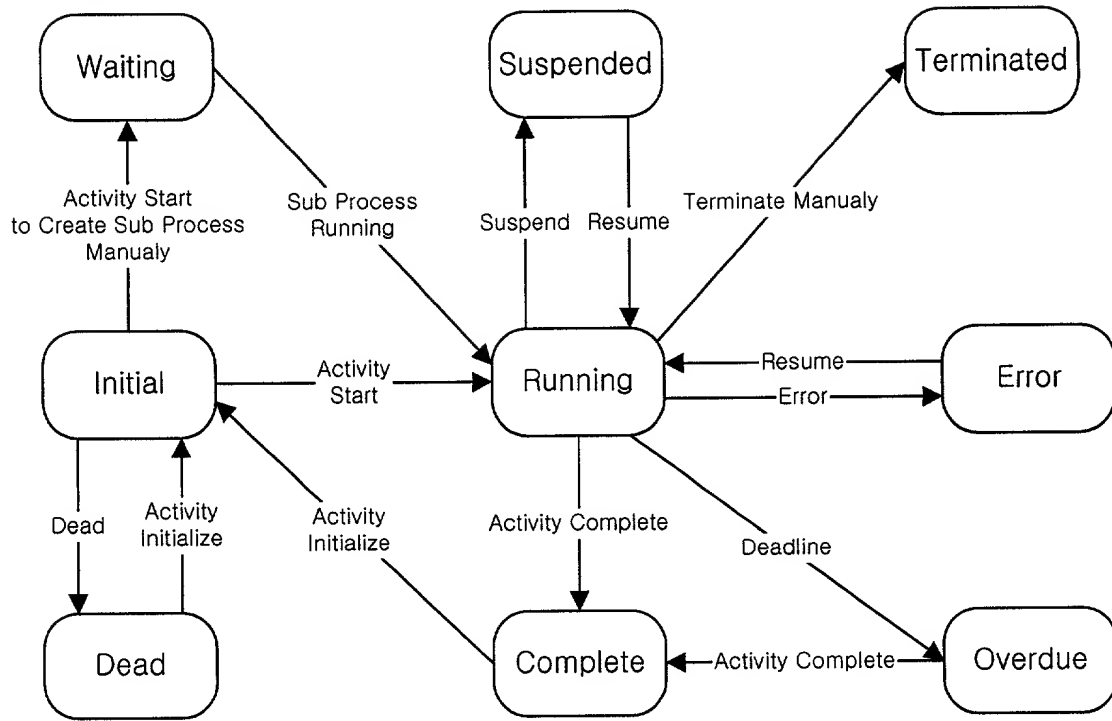 Waiting
Suspended
Terminated
Activity Start
to Create Sub Process
Manualy
Sub Process
Running
Suspend
Resume
Terminate Manualy
Initial
Activity
Start
Running
Resume
Error
Error
Dead
Activity
Initialize
Activity
Initialize
Activity Complete
Deadline
Dead
Complete
Activity Complete
Overdue